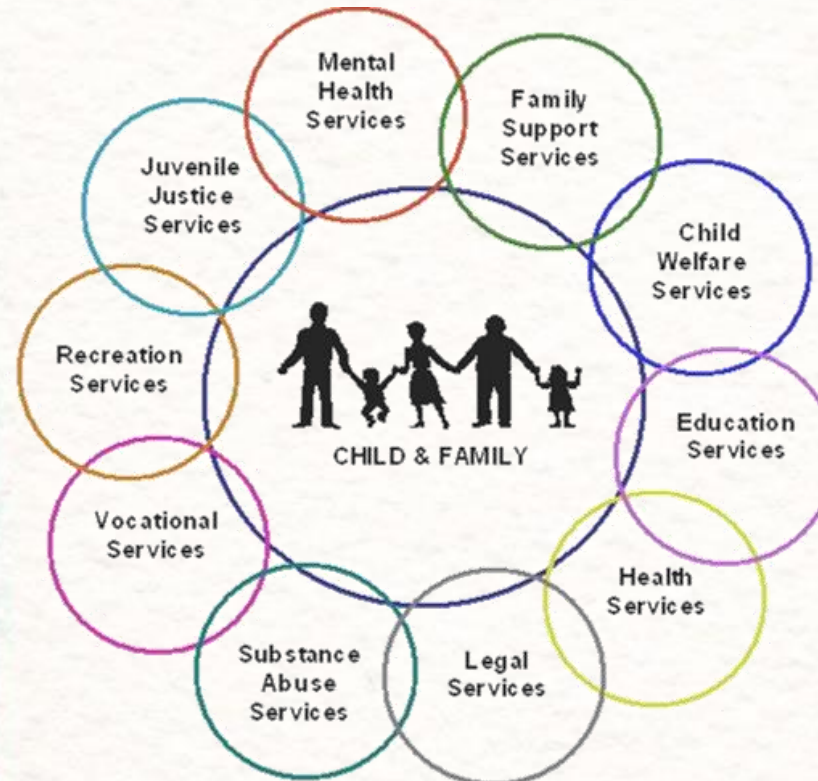 Mental
Health
Services
Family
Support
Services
Child
Welfare
Services
Education
Services
Health
Services
Legal
Services
Substance
Abuse
Services
Vocational
Services
Recreation
Services
Juvenile
Justice
Services
CHILD & FAMILY